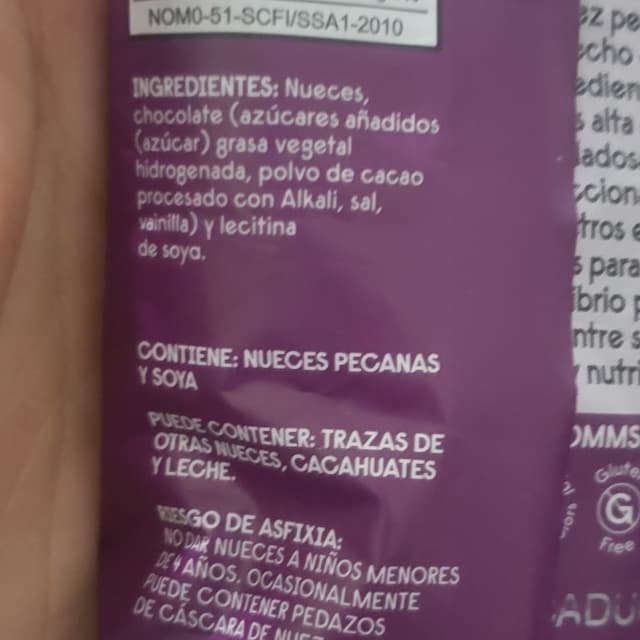 NOM0-51-SCFI/SSA1-2010
INGREDIENTES: Nueces,
chocolate (azúcares añadidos
(azúcar) grasa vegetal
hidrogenada, polvo de cacao
procesado con Alkali, sal,
vainilla) y lecitina
de soya.
CONTIENE: NUECES PECANAS
Y SOYA
PUEDE CONTENER: TRAZAS DE
OTRAS NUECES, CACAHUATES
Y LECHE.
RIESGO DE ASFIXIA:
NO DAR NUECES A NIÑOS MENORES
DE 4 AÑOS, OCASIONALMENTE
PUEDE CONTENER PEDAZOS
DE CÁSCARA DE
alta
para
G
Free